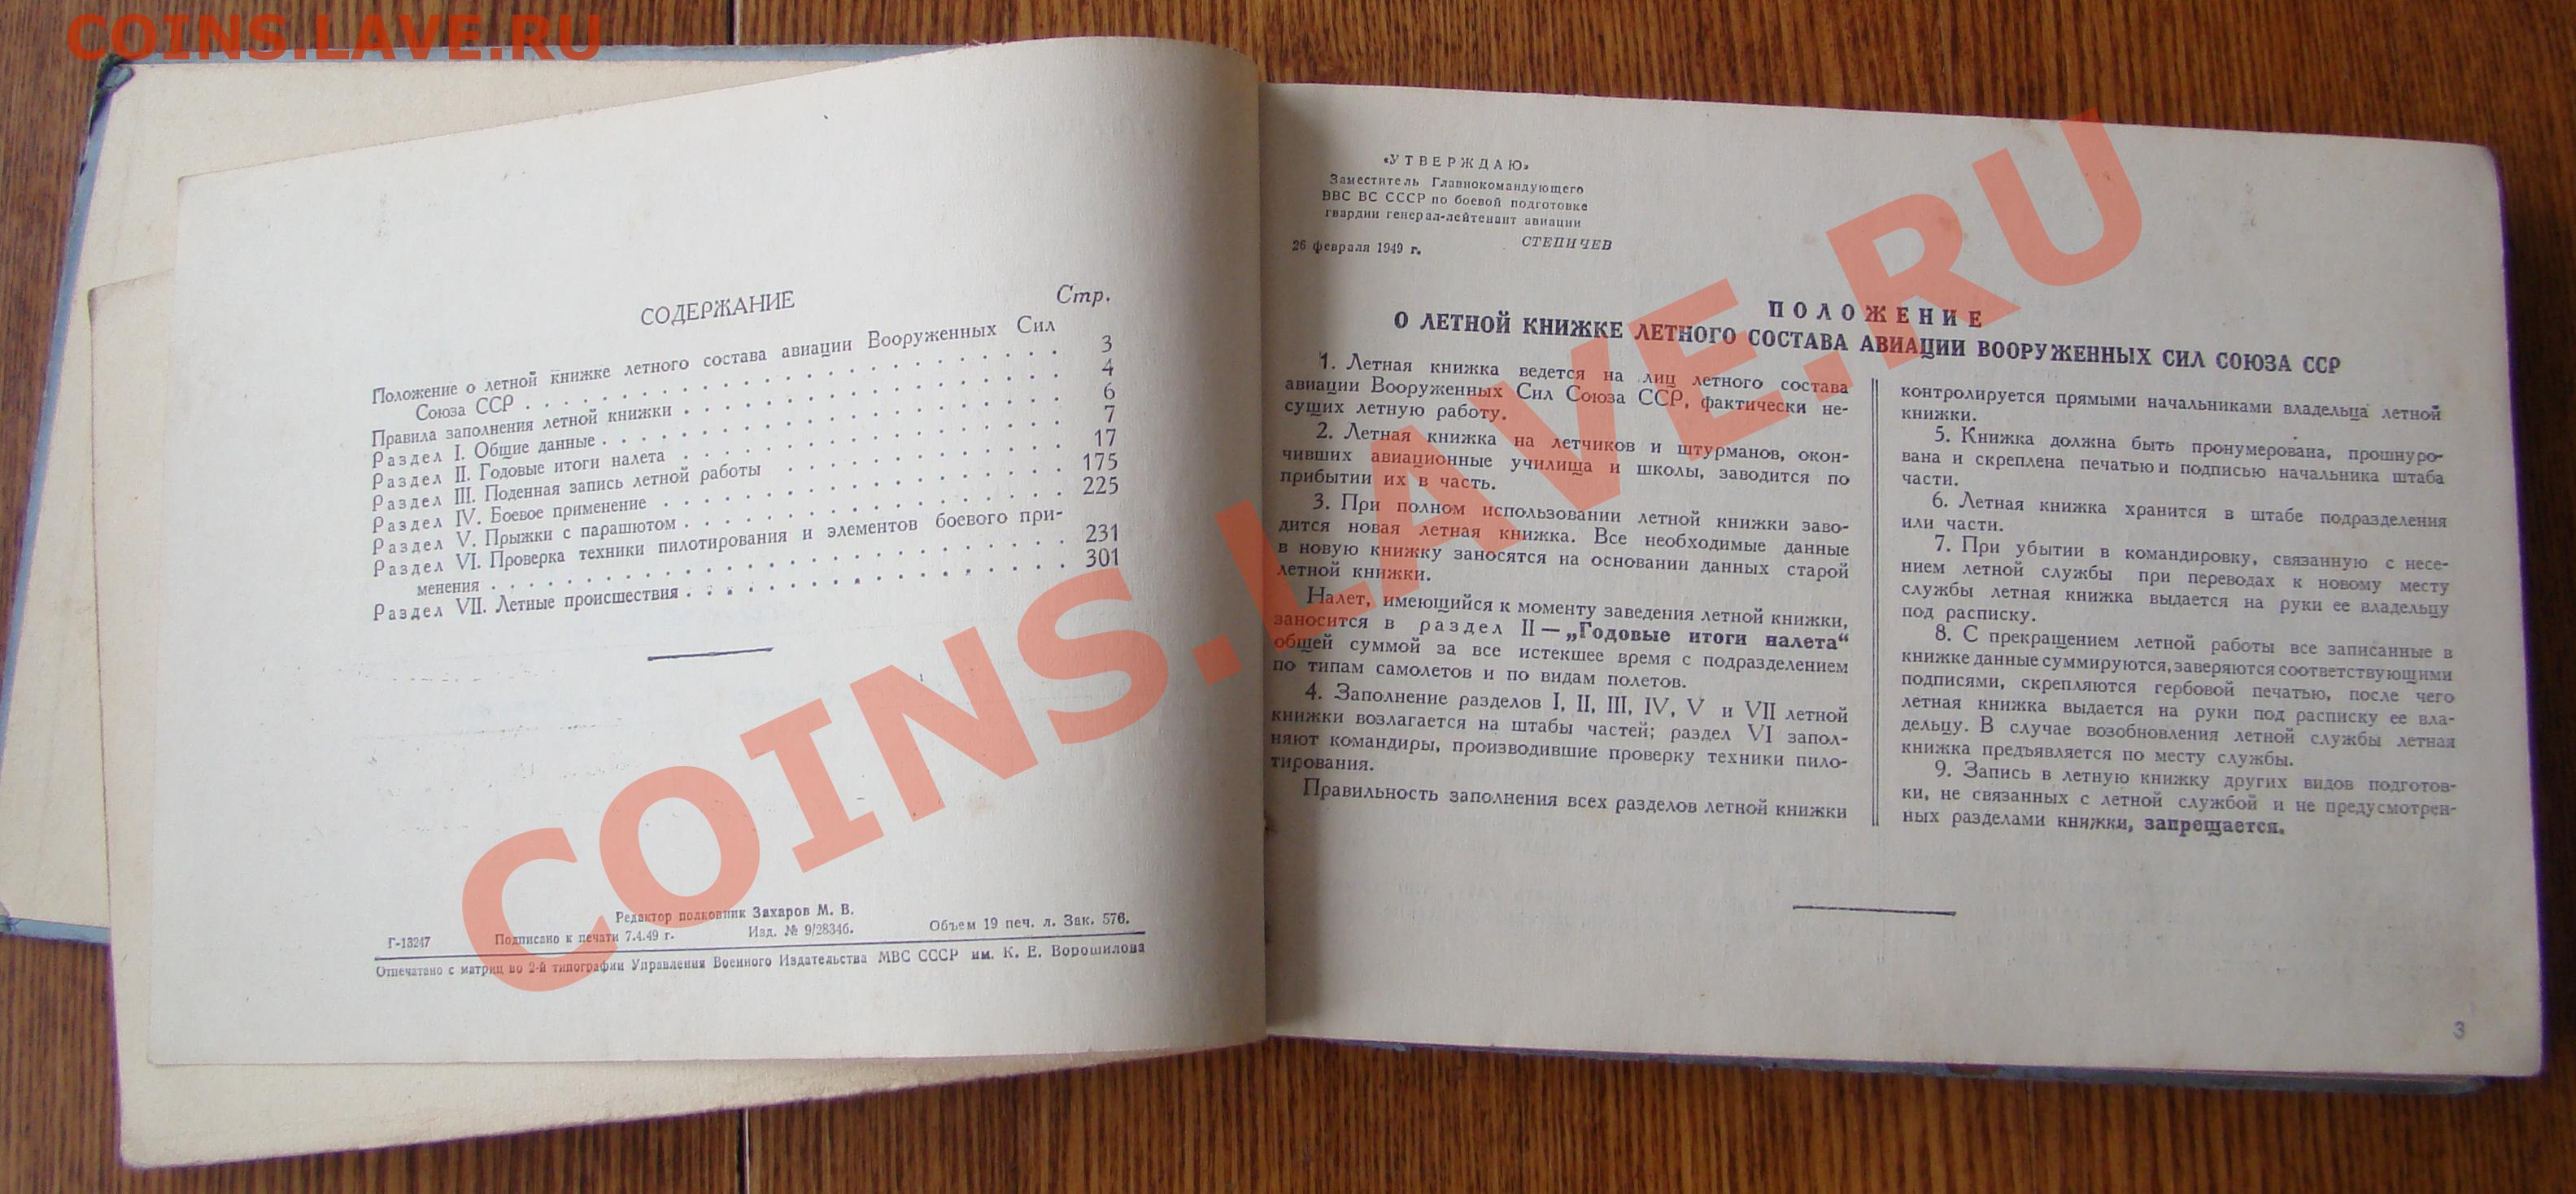 COINS.LAVE.RU
СОДЕРЖАНИЕ
Стр.
Положение о летной книжке летного состава авиации Вооруженных Сил
Союза ССР . . . . . . . . . . . . . . . . . . . . 3
Правила заполнения летной книжки . . . . . . . . . . . . . . 4
Раздел I. Общие данные . . . . . . . . . . . . . . . . . 6
Раздел II. Годовые итоги налета . . . . . . . . . . . . . . 7
Раздел III. Поденная запись летной работы . . . . . . . . . . . 17
Раздел IV. Боевое применение . . . . . . . . . . . . . . . 175
Раздел V. Прыжки с парашютом . . . . . . . . . . . . . . 225
Раздел VI. Проверка техники пилотирования и элементов боевого при-
менения . . . . . . . . . . . . . . . . . . . . . 231
Раздел VII. Летные происшествия . . . . . . . . . . . . . . 301
Редактор полковник Захаров М. В.
Г-13247 Подписано к печати 7.4.49 г. Изд. № 9/2834б. Объем 19 печ. л. Зак. 576.
Отпечатано с матриц во 2-й типографии Управления Военного Издательства МВС СССР им. К. Е. Ворошилова
«УТВЕРЖДАЮ»
Заместитель Главнокомандующего
ВВС ВС СССР по боевой подготовке
гвардии генерал-лейтенант авиации
СТЕПИЧЕВ
26 февраля 1949 г.
ПОЛОЖЕНИЕ
О ЛЕТНОЙ КНИЖКЕ ЛЕТНОГО СОСТАВА АВИАЦИИ ВООРУЖЕННЫХ СИЛ СОЮЗА ССР
1. Летная книжка ведется на лиц летного состава
авиации Вооруженных Сил Союза ССР, фактически не-
сущих летную работу.
2. Летная книжка на летчиков и штурманов, окон-
чивших авиационные училища и школы, заводится по
прибытии их в часть.
3. При полном использовании летной книжки заво-
дится новая летная книжка. Все необходимые данные
в новую книжку заносятся на основании данных старой
летной книжки.
Налет, имеющийся к моменту заведения летной книжки,
заносится в раздел II — „Годовые итоги налета“
общей суммой за все истекшее время с подразделением
по типам самолетов и по видам полетов.
4. Заполнение разделов I, II, III, IV, V и VII летной
книжки возлагается на штабы частей; раздел VI запол-
няют командиры, производившие проверку техники пило-
тирования.
Правильность заполнения всех разделов летной книжки
контролируется прямыми начальниками владельца летной
книжки.
5. Книжка должна быть пронумерована, прошнуро-
вана и скреплена печатью и подписью начальника штаба
части.
6. Летная книжка хранится в штабе подразделения
или части.
7. При убытии в командировку, связанную с несе-
нием летной службы при переводах к новому месту
службы летная книжка выдается на руки ее владельцу
под расписку.
8. С прекращением летной работы все записанные в
книжке данные суммируются, заверяются соответствующими
подписями, скрепляются гербовой печатью, после чего
летная книжка выдается на руки под расписку ее вла-
дельцу. В случае возобновления летной службы летная
книжка предъявляется по месту службы.
9. Запись в летную книжку других видов подготов-
ки, не связанных с летной службой и не предусмотрен-
ных разделами книжки, запрещается.
3
COINS.LAVE.RU